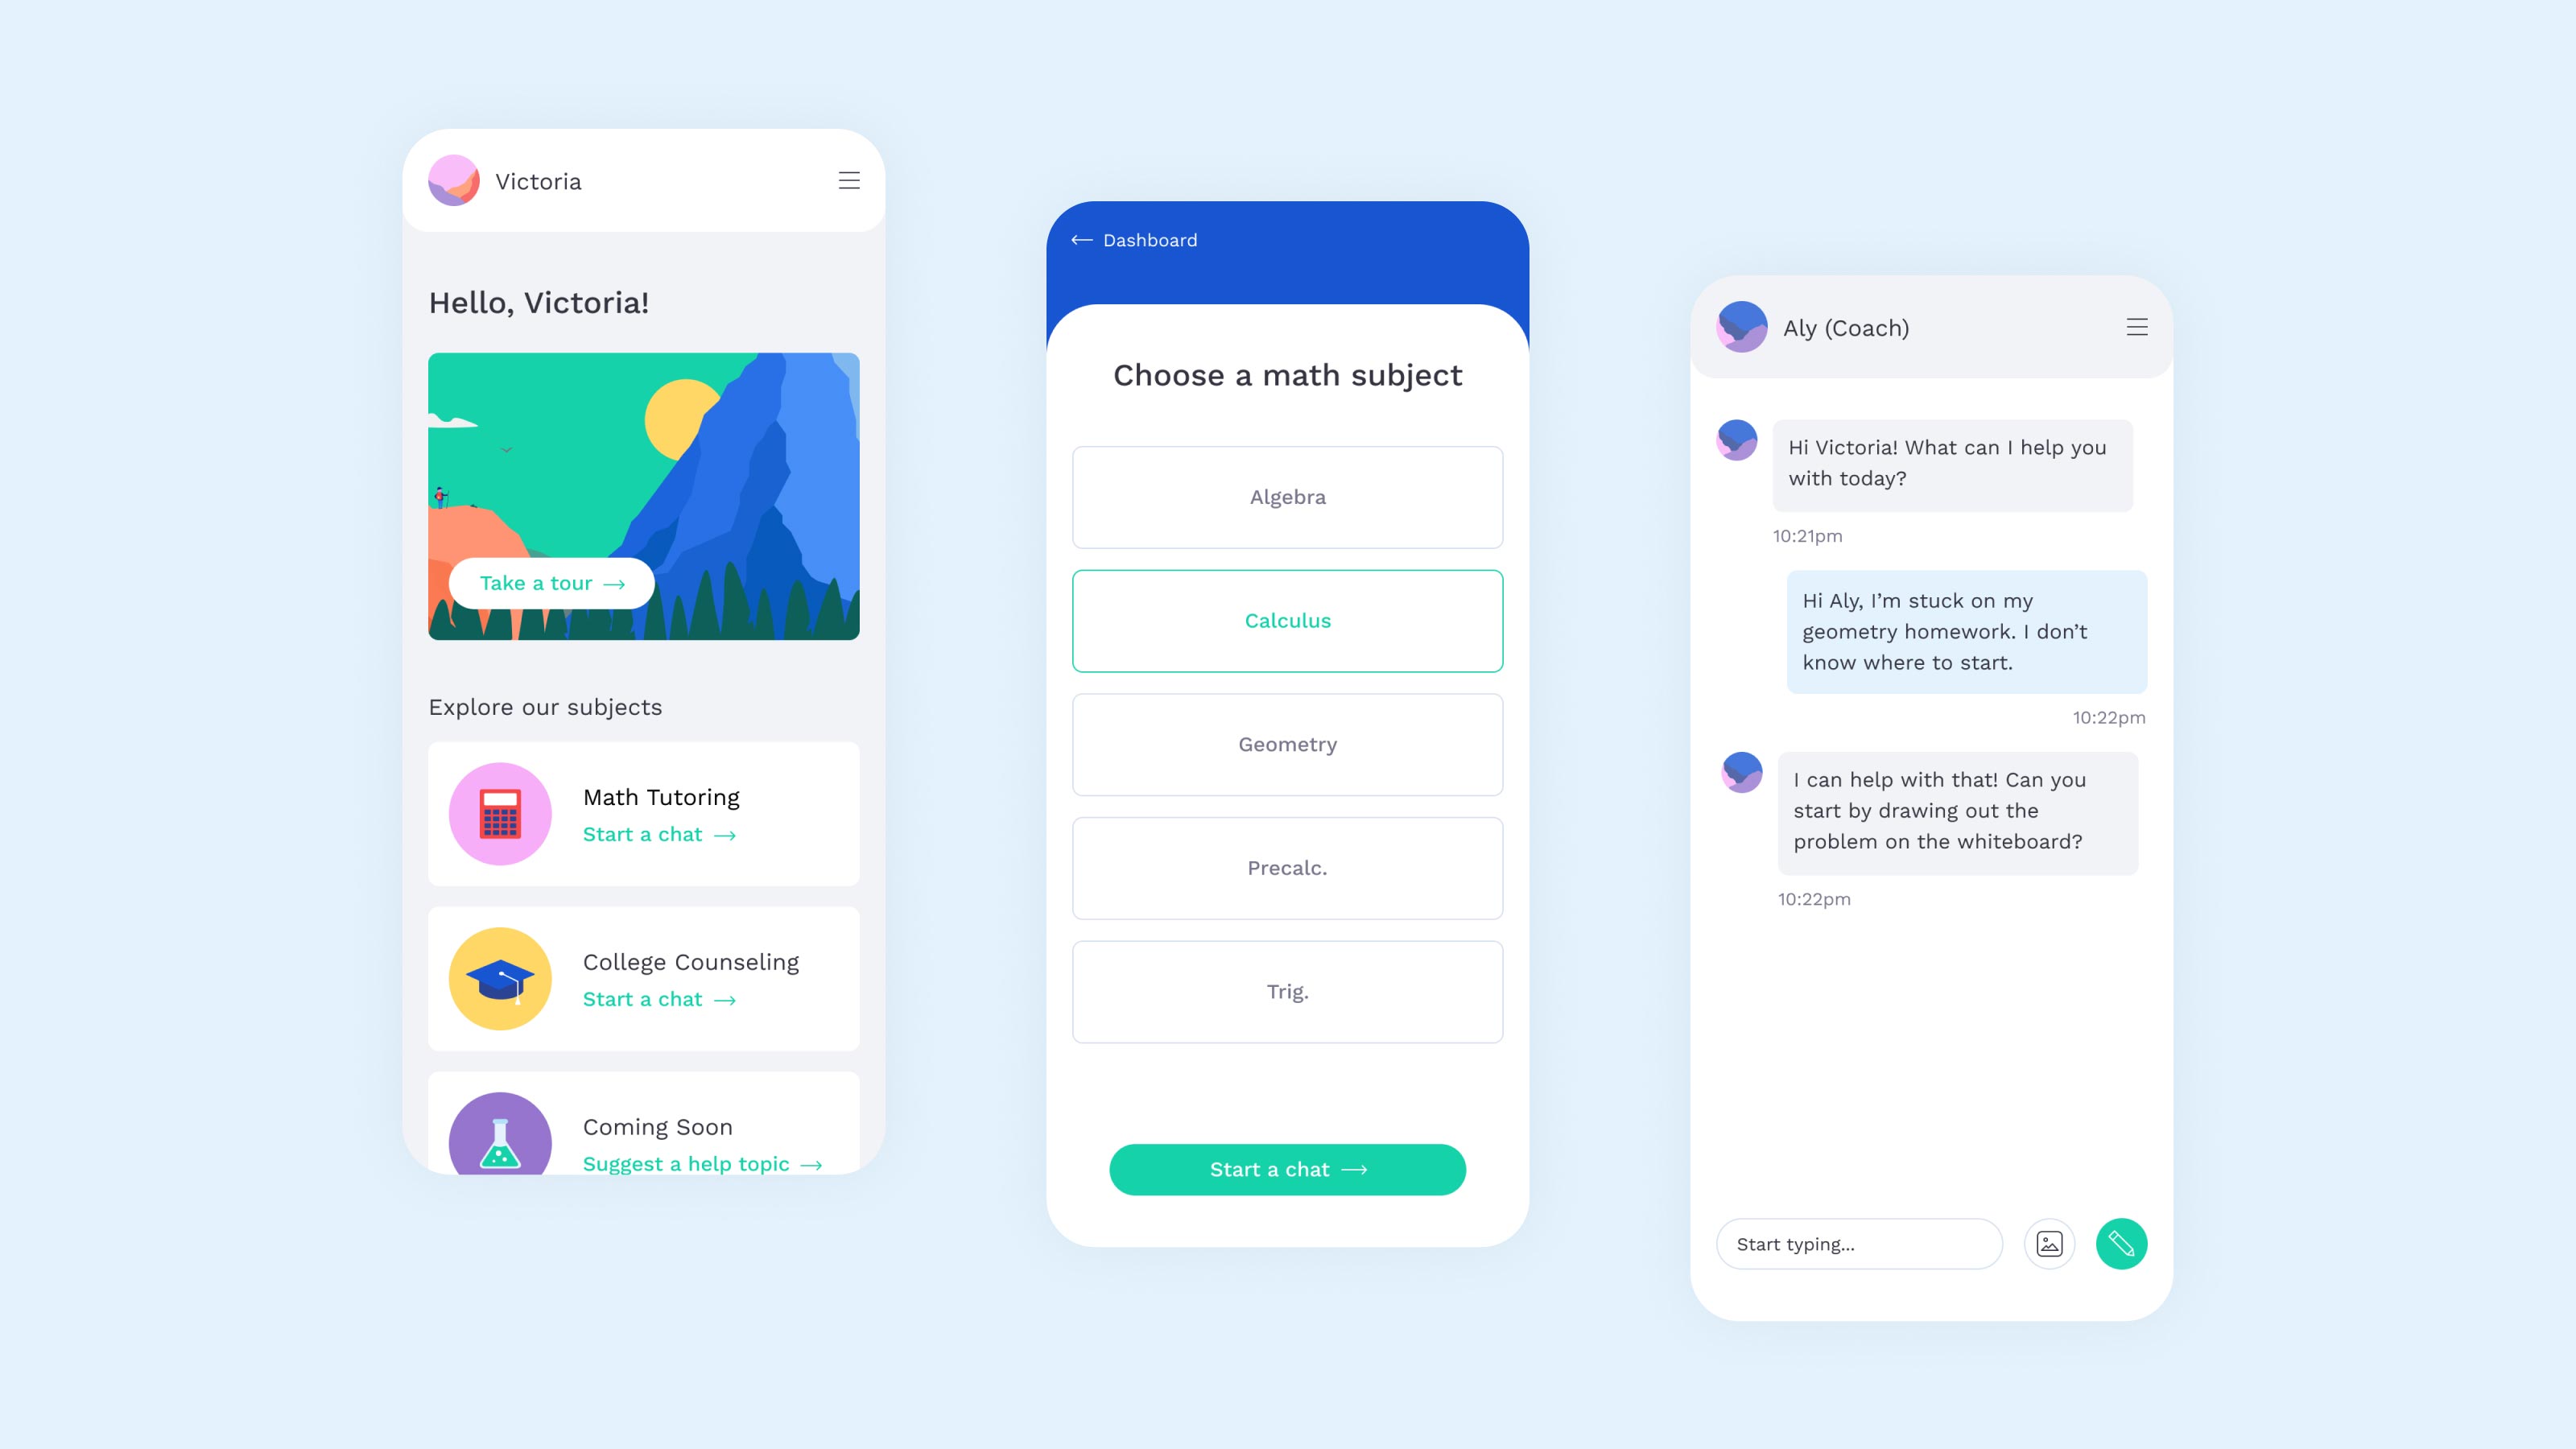 Victoria
Hello, Victoria!
Take a tour
Explore our subjects
Math Tutoring
Start a chat
College Counseling
Start a chat
Coming Soon
Suggest a help topic
Dashboard
Choose a math subject
Algebra
Calculus
Geometry
Precalc.
Trig.
Start a chat
Aly (Coach)
Hi Victoria! What can I help you
with today?
10:21pm
Hi Aly, I’m stuck on my
geometry homework. I don’t
know where to start.
10:22pm
I can help with that! Can you
start by drawing out the
problem on the whiteboard?
10:22pm
Start typing...